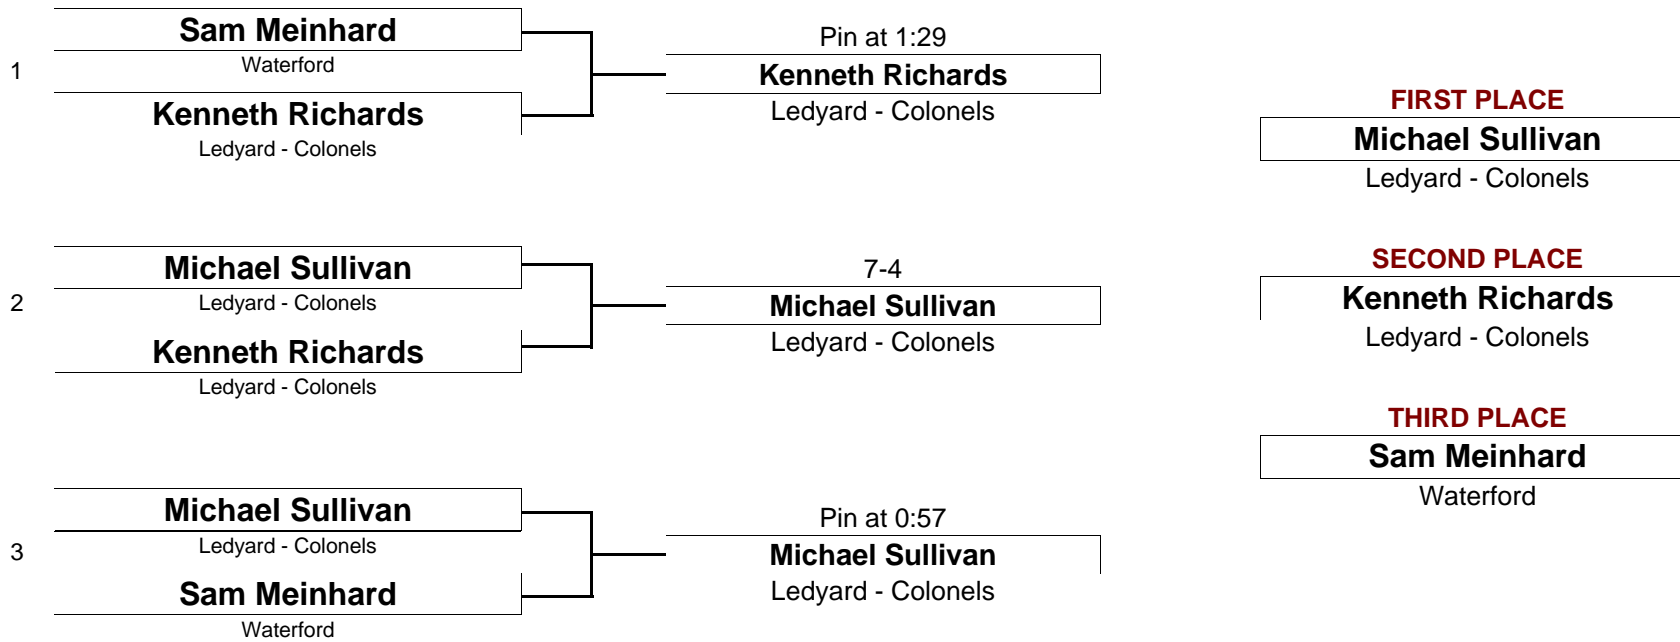 1
Sam Meinhard
Waterford
Kenneth Richards
Ledyard - Colonels
Pin at 1:29
Kenneth Richards
Ledyard - Colonels
2
Michael Sullivan
Ledyard - Colonels
Kenneth Richards
Ledyard - Colonels
7-4
Michael Sullivan
Ledyard - Colonels
3
Michael Sullivan
Ledyard - Colonels
Sam Meinhard
Waterford
Pin at 0:57
Michael Sullivan
Ledyard - Colonels
FIRST PLACE
Michael Sullivan
Ledyard - Colonels
SECOND PLACE
Kenneth Richards
Ledyard - Colonels
THIRD PLACE
Sam Meinhard
Waterford